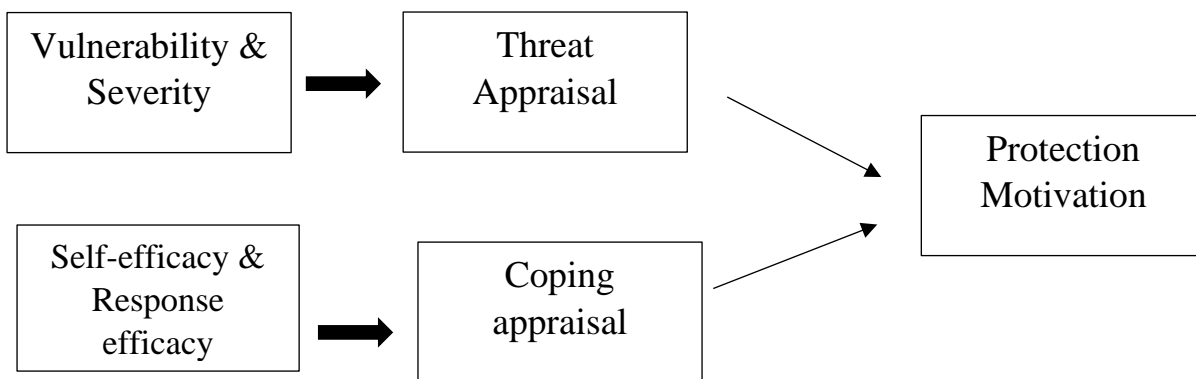 Vulnerability &
Severity
Threat
Appraisal
Protection
Motivation
Self-efficacy &
Response
efficacy
Coping
appraisal